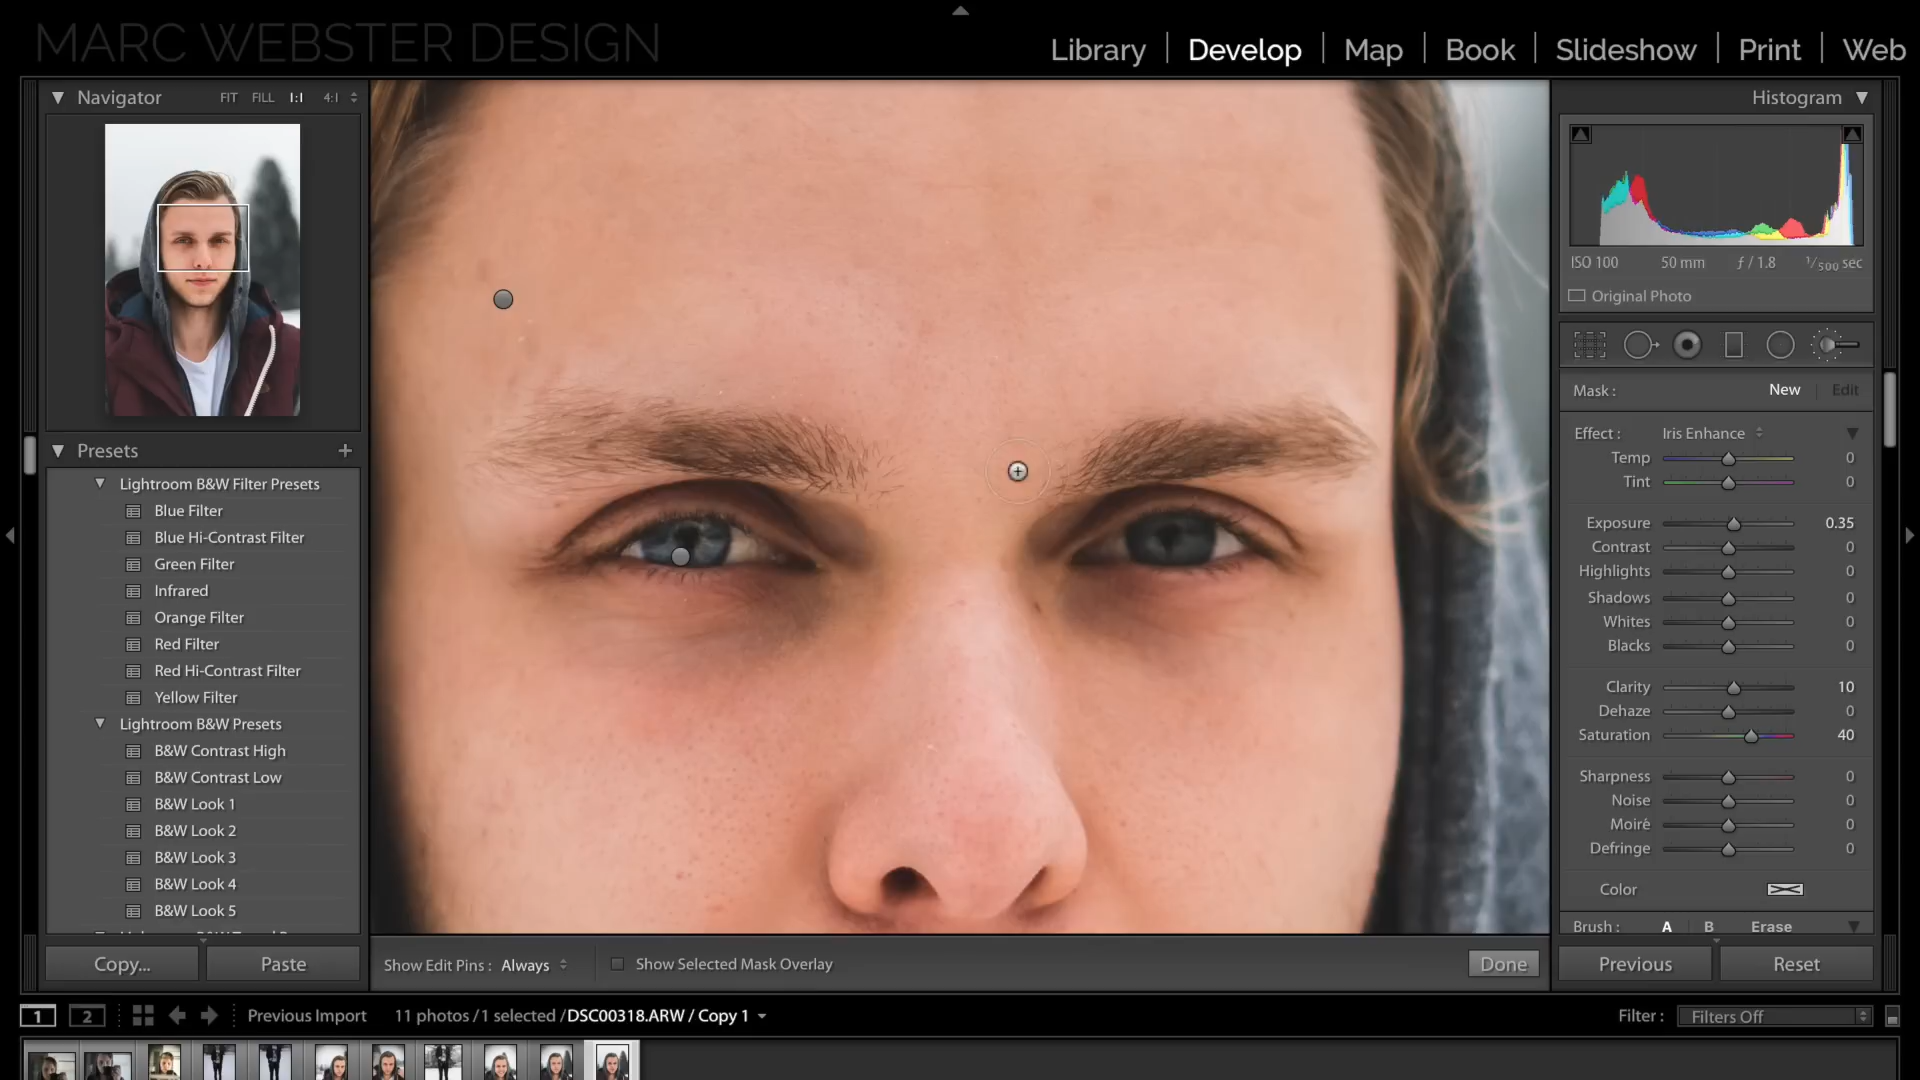 MARC WEBSTER DESIGN
Library | Develop | Map | Book | Slideshow | Print | Web
Navigator FIT FILL 1:1 4:1
Presets +
Lightroom B&W Filter Presets
Blue Filter
Blue Hi-Contrast Filter
Green Filter
Infrared
Orange Filter
Red Filter
Red Hi-Contrast Filter
Yellow Filter
Lightroom B&W Presets
B&W Contrast High
B&W Contrast Low
B&W Look 1
B&W Look 2
B&W Look 3
B&W Look 4
B&W Look 5
Copy... Paste
Show Edit Pins : Always Show Selected Mask Overlay Done
Histogram
ISO 100 50 mm ƒ / 1.8 1/500 sec
Original Photo
Mask : New Edit
Effect : Iris Enhance
Temp 0
Tint 0
Exposure 0.35
Contrast 0
Highlights 0
Shadows 0
Whites 0
Blacks 0
Clarity 10
Dehaze 0
Saturation 40
Sharpness 0
Noise 0
Moiré 0
Defringe 0
Color
Brush : A B Erase
Previous Reset
1 2 Previous Import 11 photos / 1 selected / DSC00318.ARW / Copy 1 Filter : Filters Off